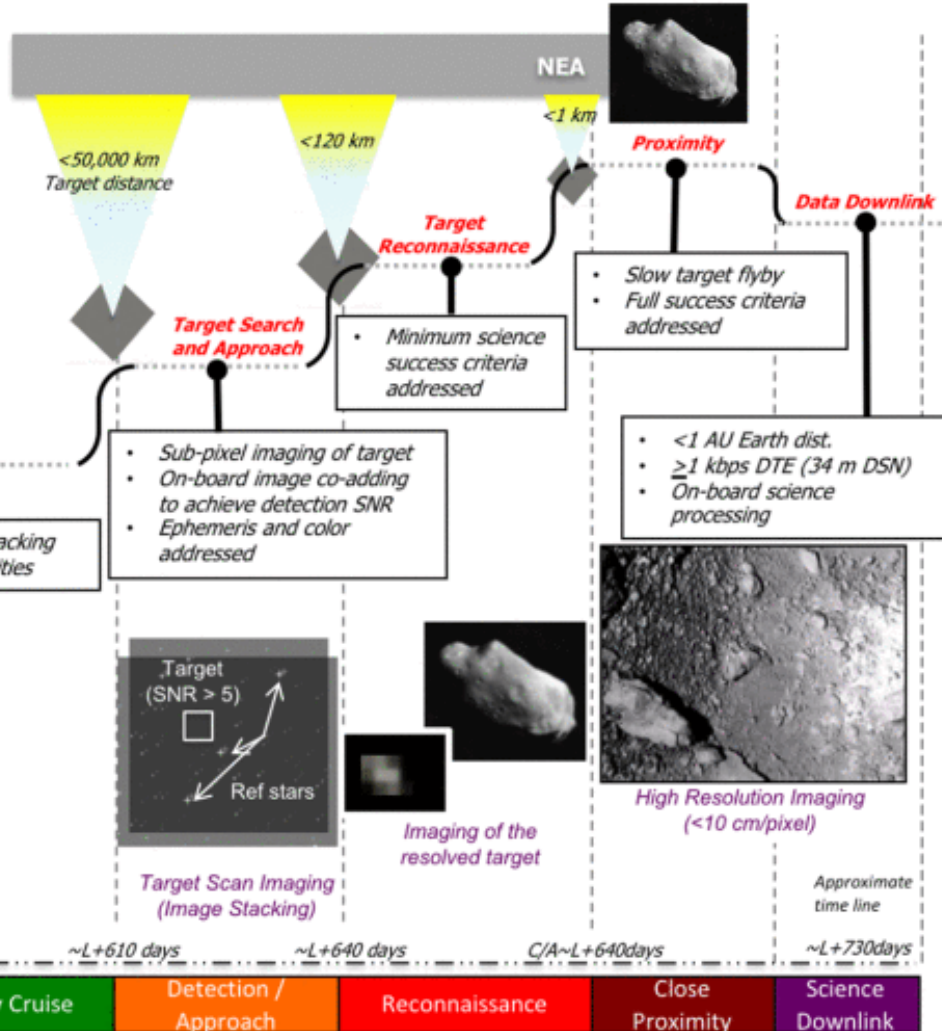 NEA
<50,000 km
Target distance
<120 km
<1 km
Proximity
Data Downlink
Target
Reconnaissance
Target Search
and Approach
• Slow target flyby
• Full success criteria
addressed
• Minimum science
success criteria
addressed
• Sub-pixel imaging of target
• On-board image co-adding
to achieve detection SNR
• Ephemeris and color
addressed
• <1 AU Earth dist.
• ≥1 kbps DTE (34 m DSN)
• On-board science
processing
acking
ities
Target
(SNR > 5)
Ref stars
Target Scan Imaging
(Image Stacking)
Imaging of the
resolved target
High Resolution Imaging
(<10 cm/pixel)
Approximate
time line
~L+610 days
~L+640 days
C/A~L+640days
~L+730days
Cruise
Detection /
Approach
Reconnaissance
Close
Proximity
Science
Downlink